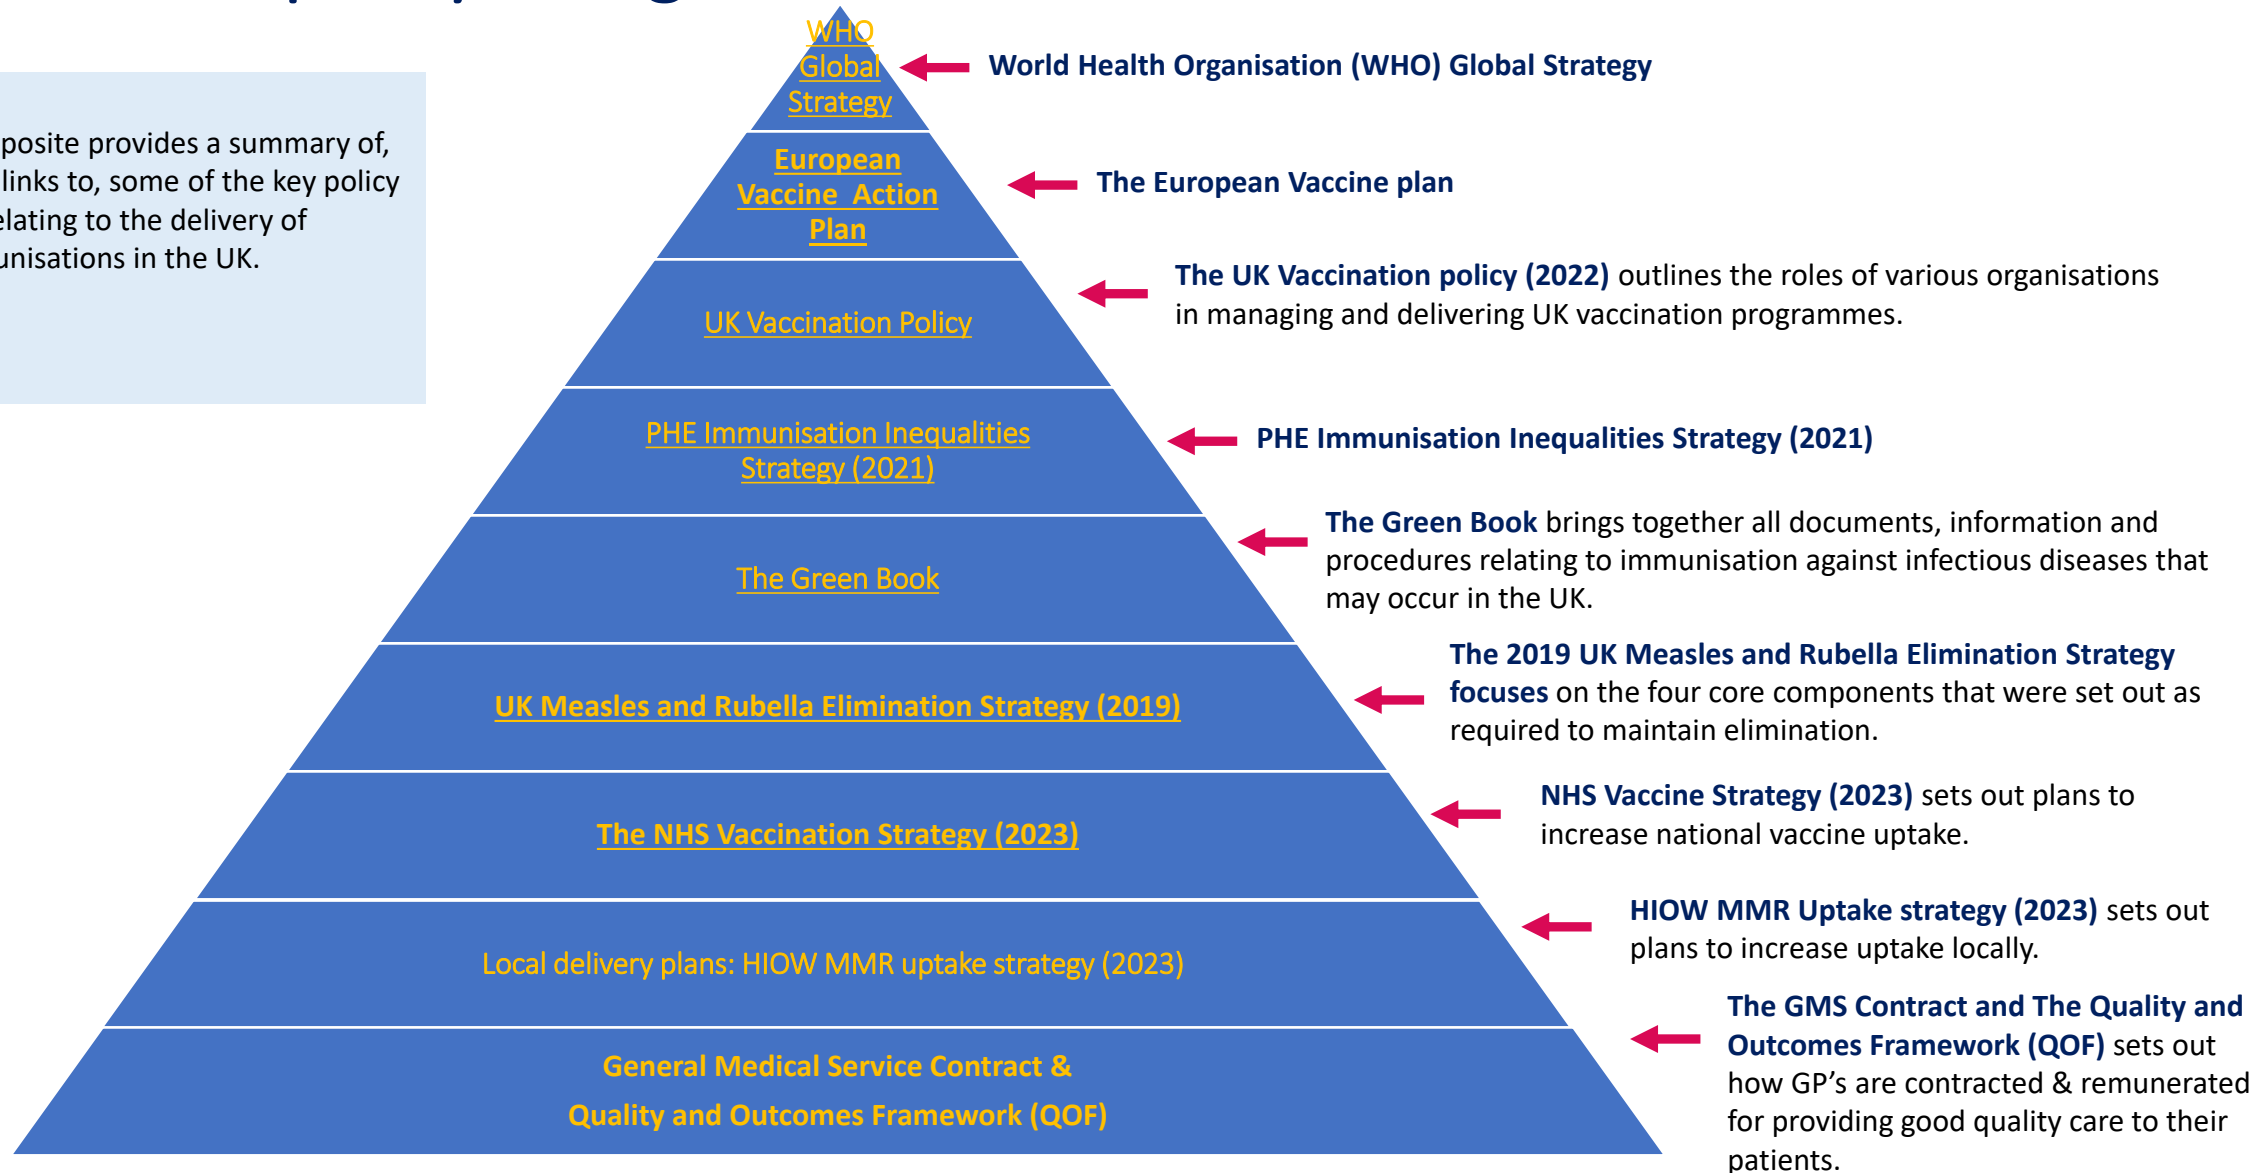 WHO
Global
Strategy
World Health Organisation (WHO) Global Strategy
posite provides a summary of,
links to, some of the key policy
elating to the delivery of
unisations in the UK.
European
Vaccine Action
Plan
The European Vaccine plan
UK Vaccination Policy
The UK Vaccination policy (2022) outlines the roles of various organisations
in managing and delivering UK vaccination programmes.
PHE Immunisation Inequalities
Strategy (2021)
PHE Immunisation Inequalities Strategy (2021)
The Green Book
The Green Book brings together all documents, information and
procedures relating to immunisation against infectious diseases that
may occur in the UK.
UK Measles and Rubella Elimination Strategy (2019)
The 2019 UK Measles and Rubella Elimination Strategy
focuses on the four core components that were set out as
required to maintain elimination.
The NHS Vaccination Strategy (2023)
NHS Vaccine Strategy (2023) sets out plans to
increase national vaccine uptake.
Local delivery plans: HIOW MMR uptake strategy (2023)
HIOW MMR Uptake strategy (2023) sets out
plans to increase uptake locally.
General Medical Service Contract &
Quality and Outcomes Framework (QOF)
The GMS Contract and The Quality and
Outcomes Framework (QOF) sets out
how GP's are contracted & remunerated
for providing good quality care to their
patients.